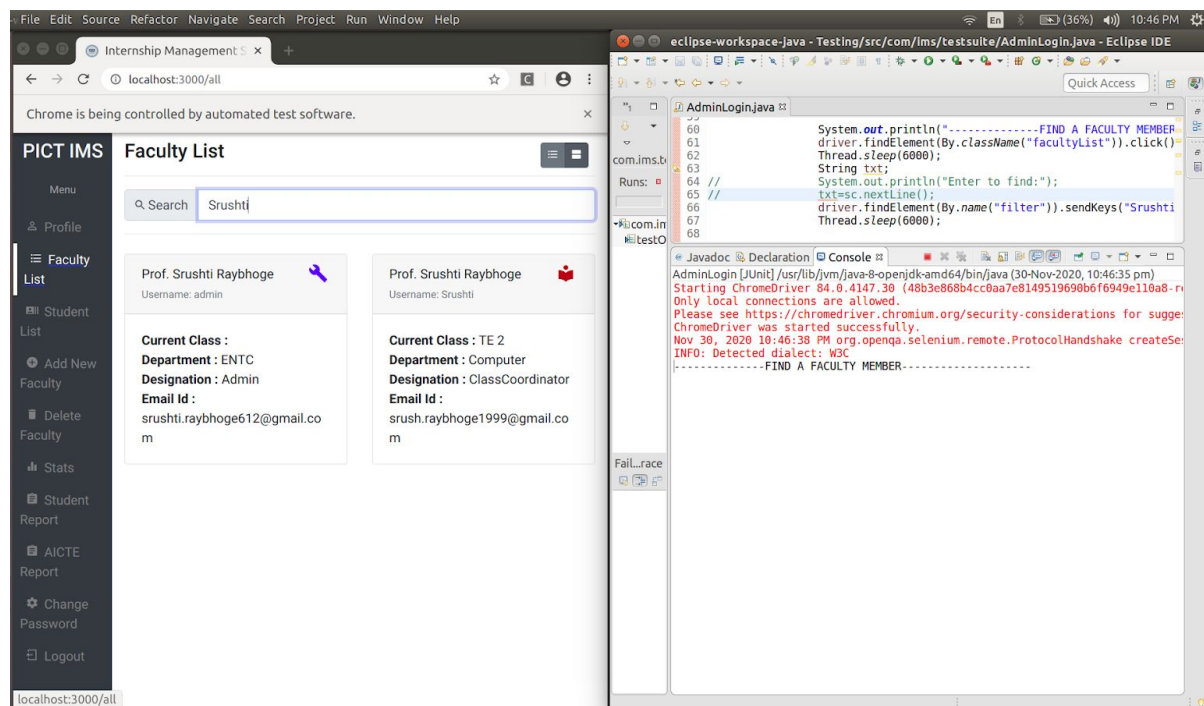 File Edit Source Refactor Navigate Search Project Run Window Help
En (36%) 10:46 PM
Internship Management S
localhost:3000/all
Chrome is being controlled by automated test software.
PICT IMS
Menu
Profile
Faculty
List
Student
List
Add New
Faculty
Delete
Faculty
Stats
Student
Report
AICTE
Report
Change
Password
Logout
localhost:3000/all
Faculty List
Search Srushti
Prof. Srushti Raybhoge
Username: admin
Current Class :
Department : ENTC
Designation : Admin
Email Id :
srushti.raybhoge612@gmail.co
m
Prof. Srushti Raybhoge
Username: Srushti
Current Class : TE 2
Department : Computer
Designation : ClassCoordinator
Email Id :
srush.raybhoge1999@gmail.co
m
eclipse-workspace-java - Testing/src/com/ims/testsuite/AdminLogin.java - Eclipse IDE
Quick Access
com.ims.t
Runs:
com.im
testO
Fail...race
AdminLogin.java
60 System.out.println("--------------FIND A FACULTY MEMBER
61 driver.findElement(By.className("facultyList")).click()
62 Thread.sleep(6000);
63 String txt;
64 // System.out.println("Enter to find:");
65 // txt=sc.nextLine();
66 driver.findElement(By.name("filter")).sendKeys("Srushti
67 Thread.sleep(6000);
68
Javadoc Declaration Console
AdminLogin [JUnit] /usr/lib/jvm/java-8-openjdk-amd64/bin/java (30-Nov-2020, 10:46:35 pm)
Starting ChromeDriver 84.0.4147.30 (48b3e868b4cc0aa7e8149519690b6f6949e110a8-re
Only local connections are allowed.
Please see https://chromedriver.chromium.org/security-considerations for sugges
ChromeDriver was started successfully.
Nov 30, 2020 10:46:38 PM org.openqa.selenium.remote.ProtocolHandshake createSes
INFO: Detected dialect: W3C
--------------FIND A FACULTY MEMBER--------------------